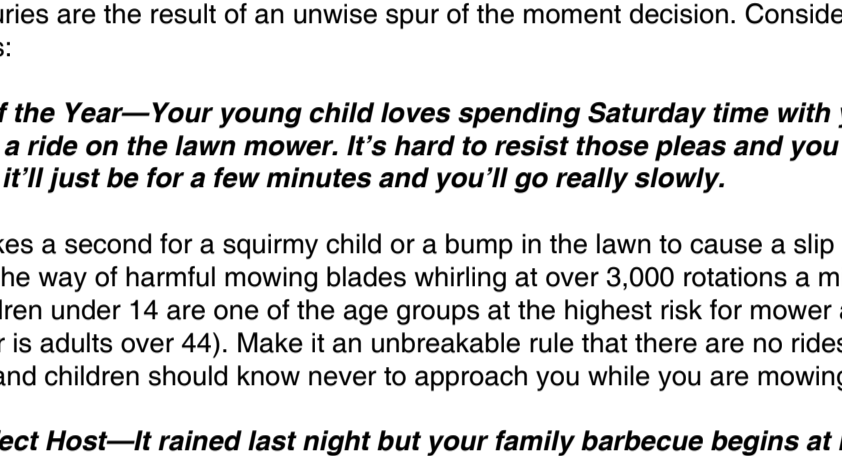 uries are the result of an unwise spur of the moment decision. Conside
s:
f the Year—Your young child loves spending Saturday time with
a ride on the lawn mower. It’s hard to resist those pleas and you
it’ll just be for a few minutes and you’ll go really slowly.
kes a second for a squirmy child or a bump in the lawn to cause a slip
he way of harmful mowing blades whirling at over 3,000 rotations a m
dren under 14 are one of the age groups at the highest risk for mower
r is adults over 44). Make it an unbreakable rule that there are no rides
and children should know never to approach you while you are mowing
fect Host—It rained last night but your family barbecue begins at